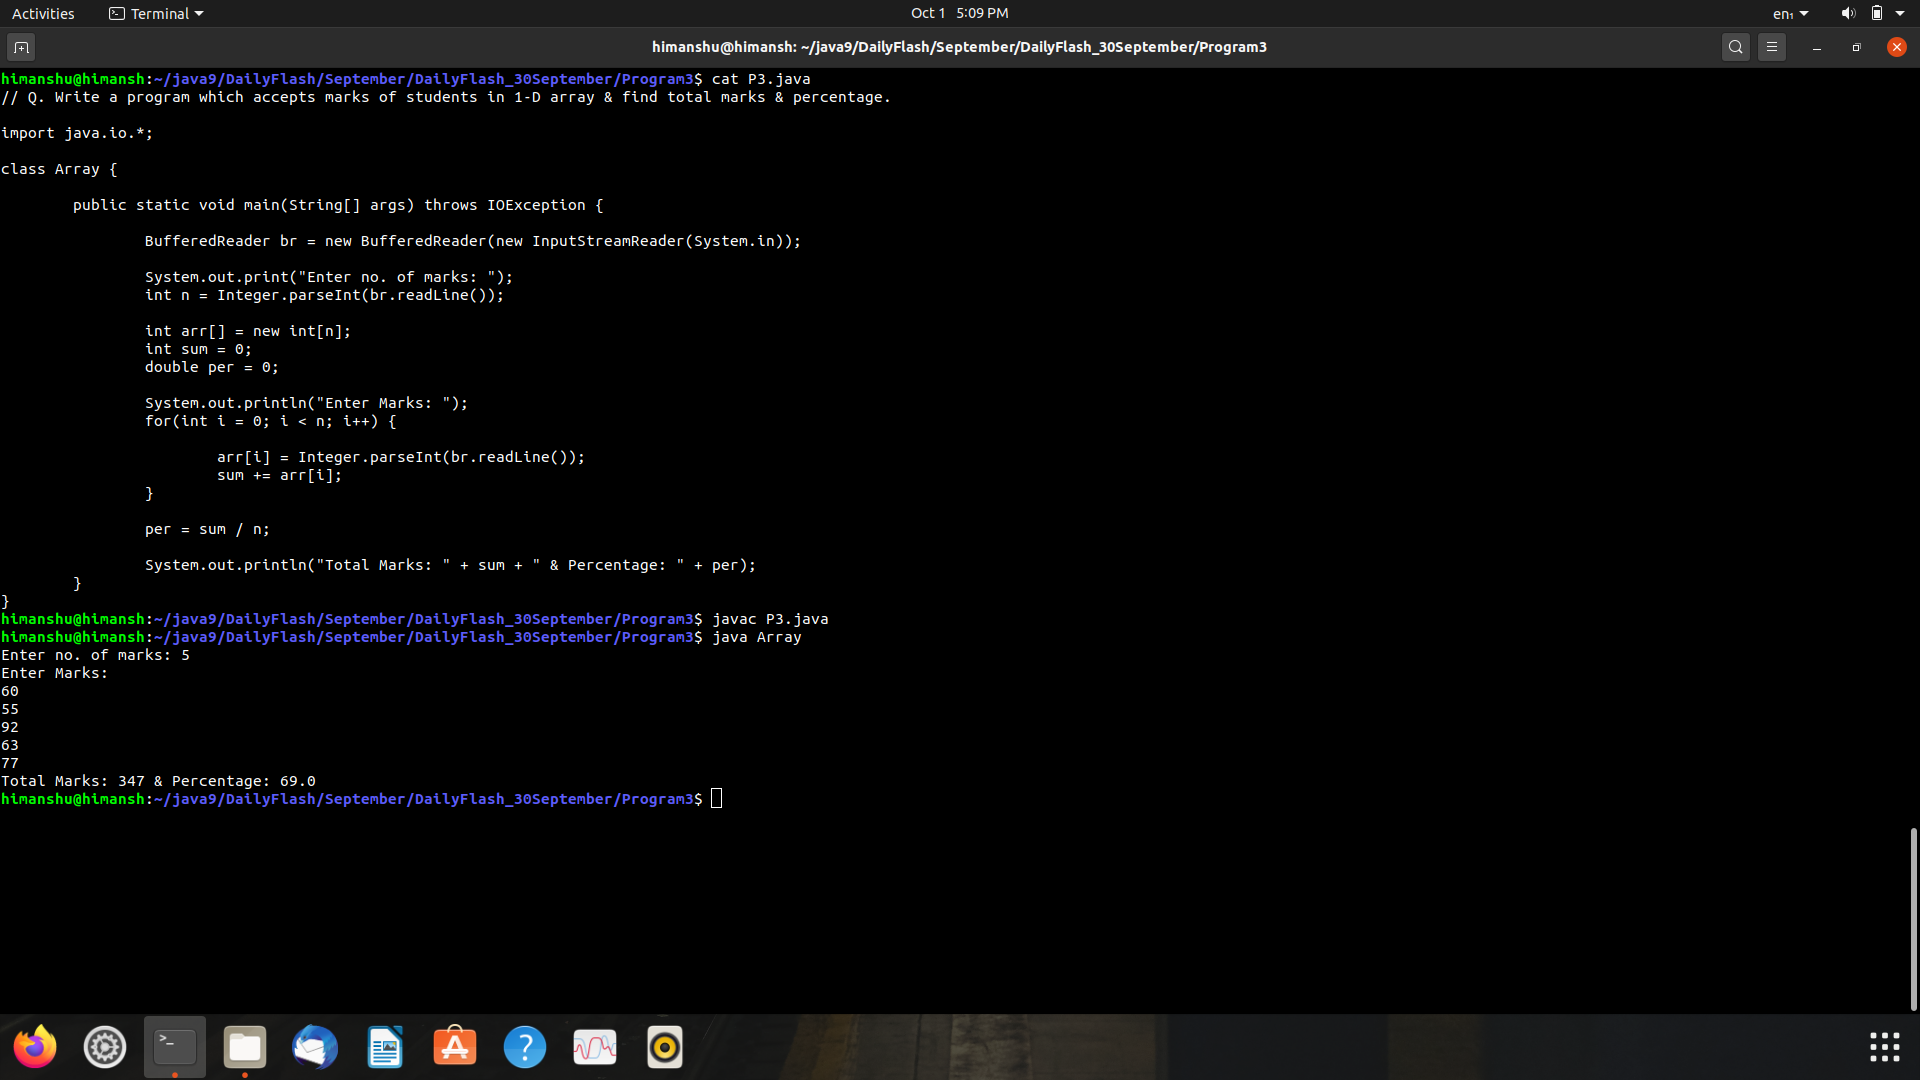 Activities
Terminal
Oct 1 5:09 PM
en₁
himanshu@himansh: ~/java9/DailyFlash/September/DailyFlash_30September/Program3
himanshu@himansh:~/java9/DailyFlash/September/DailyFlash_30September/Program3$ cat P3.java
// Q. Write a program which accepts marks of students in 1-D array & find total marks & percentage.
import java.io.*;
class Array {
public static void main(String[] args) throws IOException {
BufferedReader br = new BufferedReader(new InputStreamReader(System.in));
System.out.print("Enter no. of marks: ");
int n = Integer.parseInt(br.readLine());
int arr[] = new int[n];
int sum = 0;
double per = 0;
System.out.println("Enter Marks: ");
for(int i = 0; i < n; i++) {
arr[i] = Integer.parseInt(br.readLine());
sum += arr[i];
}
per = sum / n;
System.out.println("Total Marks: " + sum + " & Percentage: " + per);
}
}
himanshu@himansh:~/java9/DailyFlash/September/DailyFlash_30September/Program3$ javac P3.java
himanshu@himansh:~/java9/DailyFlash/September/DailyFlash_30September/Program3$ java Array
Enter no. of marks: 5
Enter Marks:
60
55
92
63
77
Total Marks: 347 & Percentage: 69.0
himanshu@himansh:~/java9/DailyFlash/September/DailyFlash_30September/Program3$